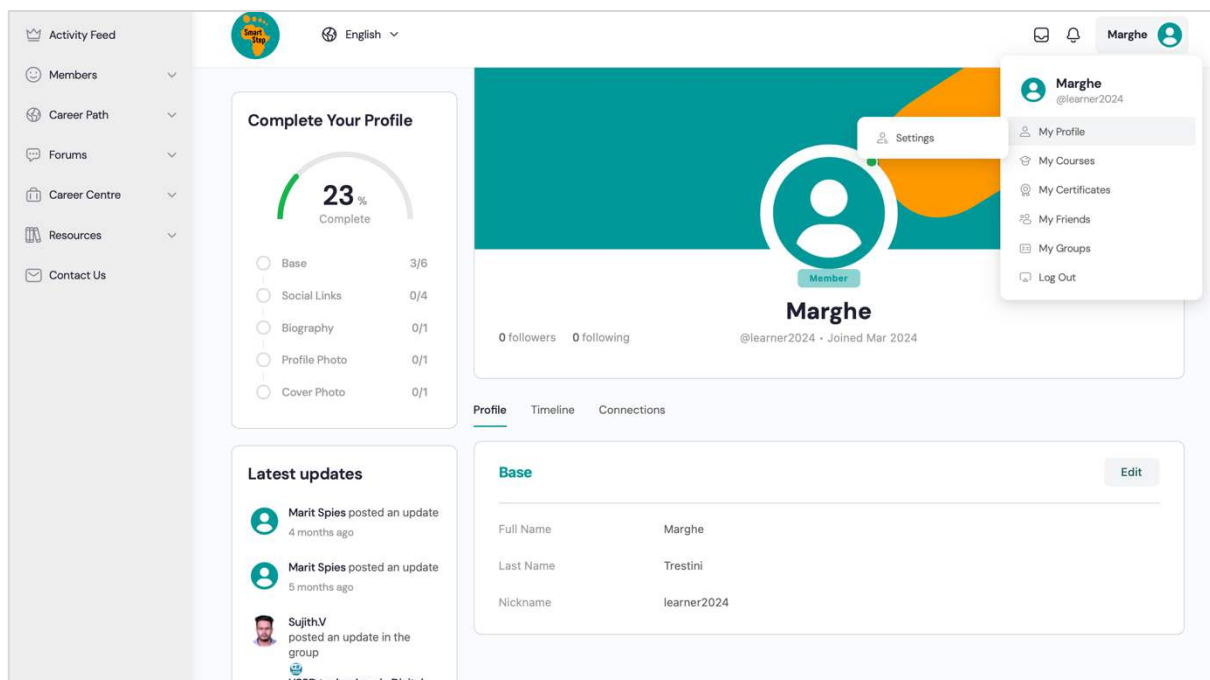 Activity Feed
Members
Career Path
Forums
Career Centre
Resources
Contact Us
Smart
Step
English
Marghe
Marghe
@learner2024
My Profile
My Courses
My Certificates
My Friends
My Groups
Log Out
Settings
Complete Your Profile
23 %
Complete
Base 3/6
Social Links 0/4
Biography 0/1
Profile Photo 0/1
Cover Photo 0/1
Member
Marghe
0 followers 0 following
@learner2024 • Joined Mar 2024
Profile Timeline Connections
Latest updates
Marit Spies posted an update
4 months ago
Marit Spies posted an update
5 months ago
Sujith.V
posted an update in the
group
Base
Edit
Full Name Marghe
Last Name Trestini
Nickname learner2024